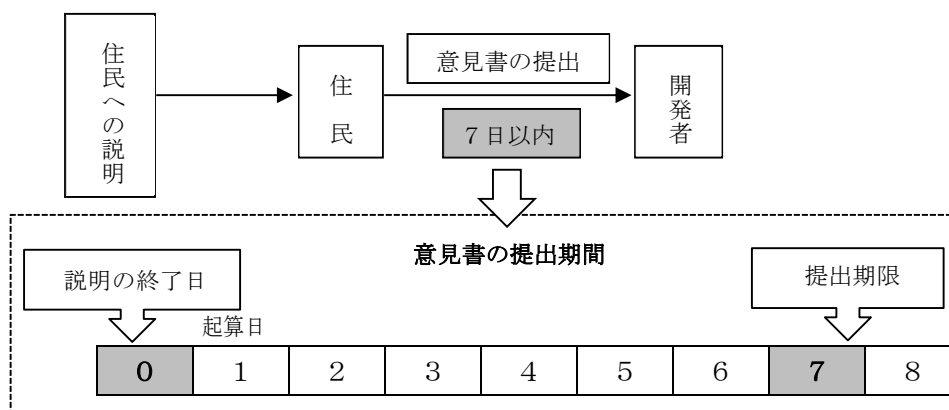 住民への説明
住民
意見書の提出
７日以内
開発者
意見書の提出期間
説明の終了日
提出期限
起算日
０ １ ２ ３ ４ ５ ６ ７ ８